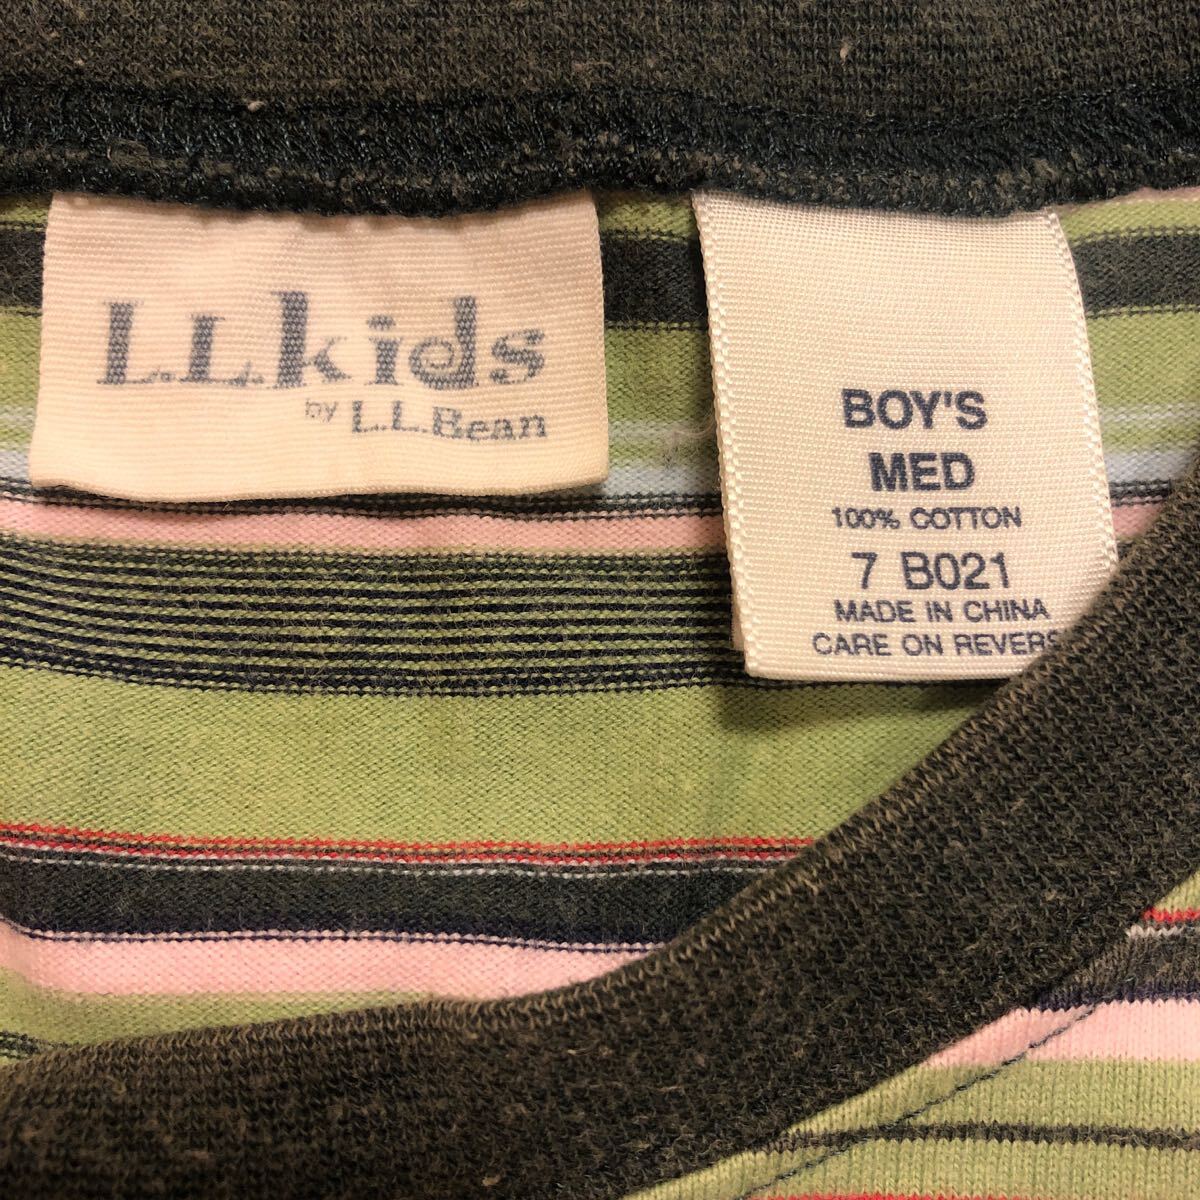 L.L.kids
by L.L.Bean
BOY'S
MED
100% COTTON
7 B021
MADE IN CHINA
CARE ON REVERS